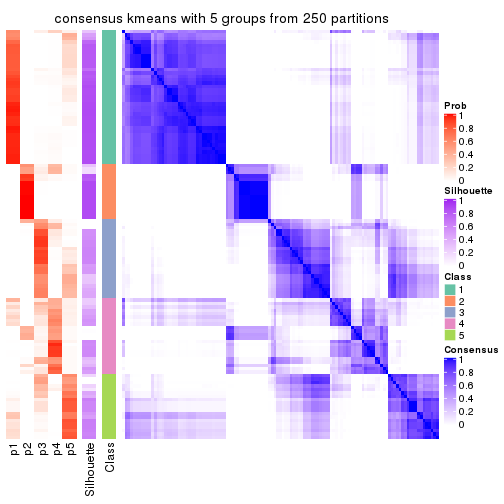 consensus kmeans with 5 groups from 250 partitions
Prob
1
0.8
0.6
0.4
0.2
0
Silhouette
1
0.8
0.6
0.4
0.2
0
Class
1
2
3
4
5
Consensus
1
0.8
0.6
0.4
0.2
0
p1
p2
p3
p4
p5
Silhouette
Class